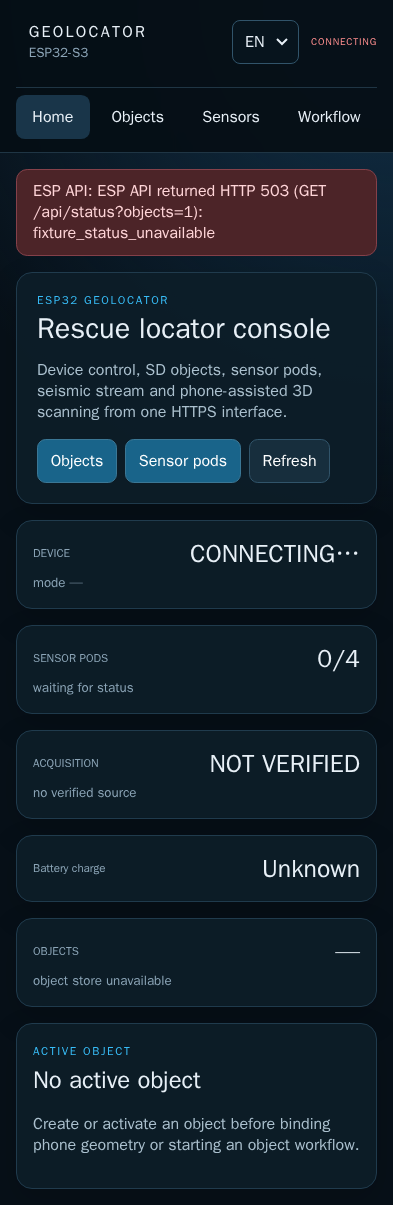 GEOLOCATOR
ESP32-S3
EN
CONNECTING
Home
Objects
Sensors
Workflow
ESP API: ESP API returned HTTP 503 (GET
/api/status?objects=1):
fixture_status_unavailable
ESP32 GEOLOCATOR
Rescue locator console
Device control, SD objects, sensor pods,
seismic stream and phone-assisted 3D
scanning from one HTTPS interface.
Objects
Sensor pods
Refresh
DEVICE
CONNECTING···
mode —
SENSOR PODS
0/4
waiting for status
ACQUISITION
NOT VERIFIED
no verified source
Battery charge
Unknown
OBJECTS
—
object store unavailable
ACTIVE OBJECT
No active object
Create or activate an object before binding
phone geometry or starting an object workflow.